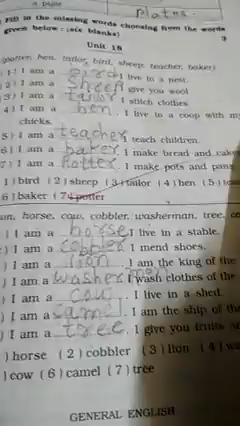 a pupil
plates.
) Fill in the missing words choosing from the words
given below : (six blanks) 3
Unit 18
(potter, hen, tailor, bird, sheep, teacher, baker)
1) I am a bird I live in a nest.
2) I am a sheep give you wool
3) I am a tailor I stitch clothes
4) I am a hen. I live in a coop with my
chicks.
5) I am a teacher teach children.
6) I am a baker I make bread and cake
7) I am a Potter I make pots and pans
1) bird (2) sheep (3) tailor (4) hen (5)
6) baker (7) potter
horse, cow, cobbler, washerman, tree,
) I am a horse I live in a stable.
) I am a cobbler I mend shoes.
) I am a lion I am the king of the
) I am a washerman I wash clothes of the
) I am a cow. I live in a shed.
) I am a camel. I am the ship of the
) I am a tree. I give you fruits
) horse (2) cobbler (3) lion (4)
) cow (6) camel (7) tree
GENERAL ENGLISH